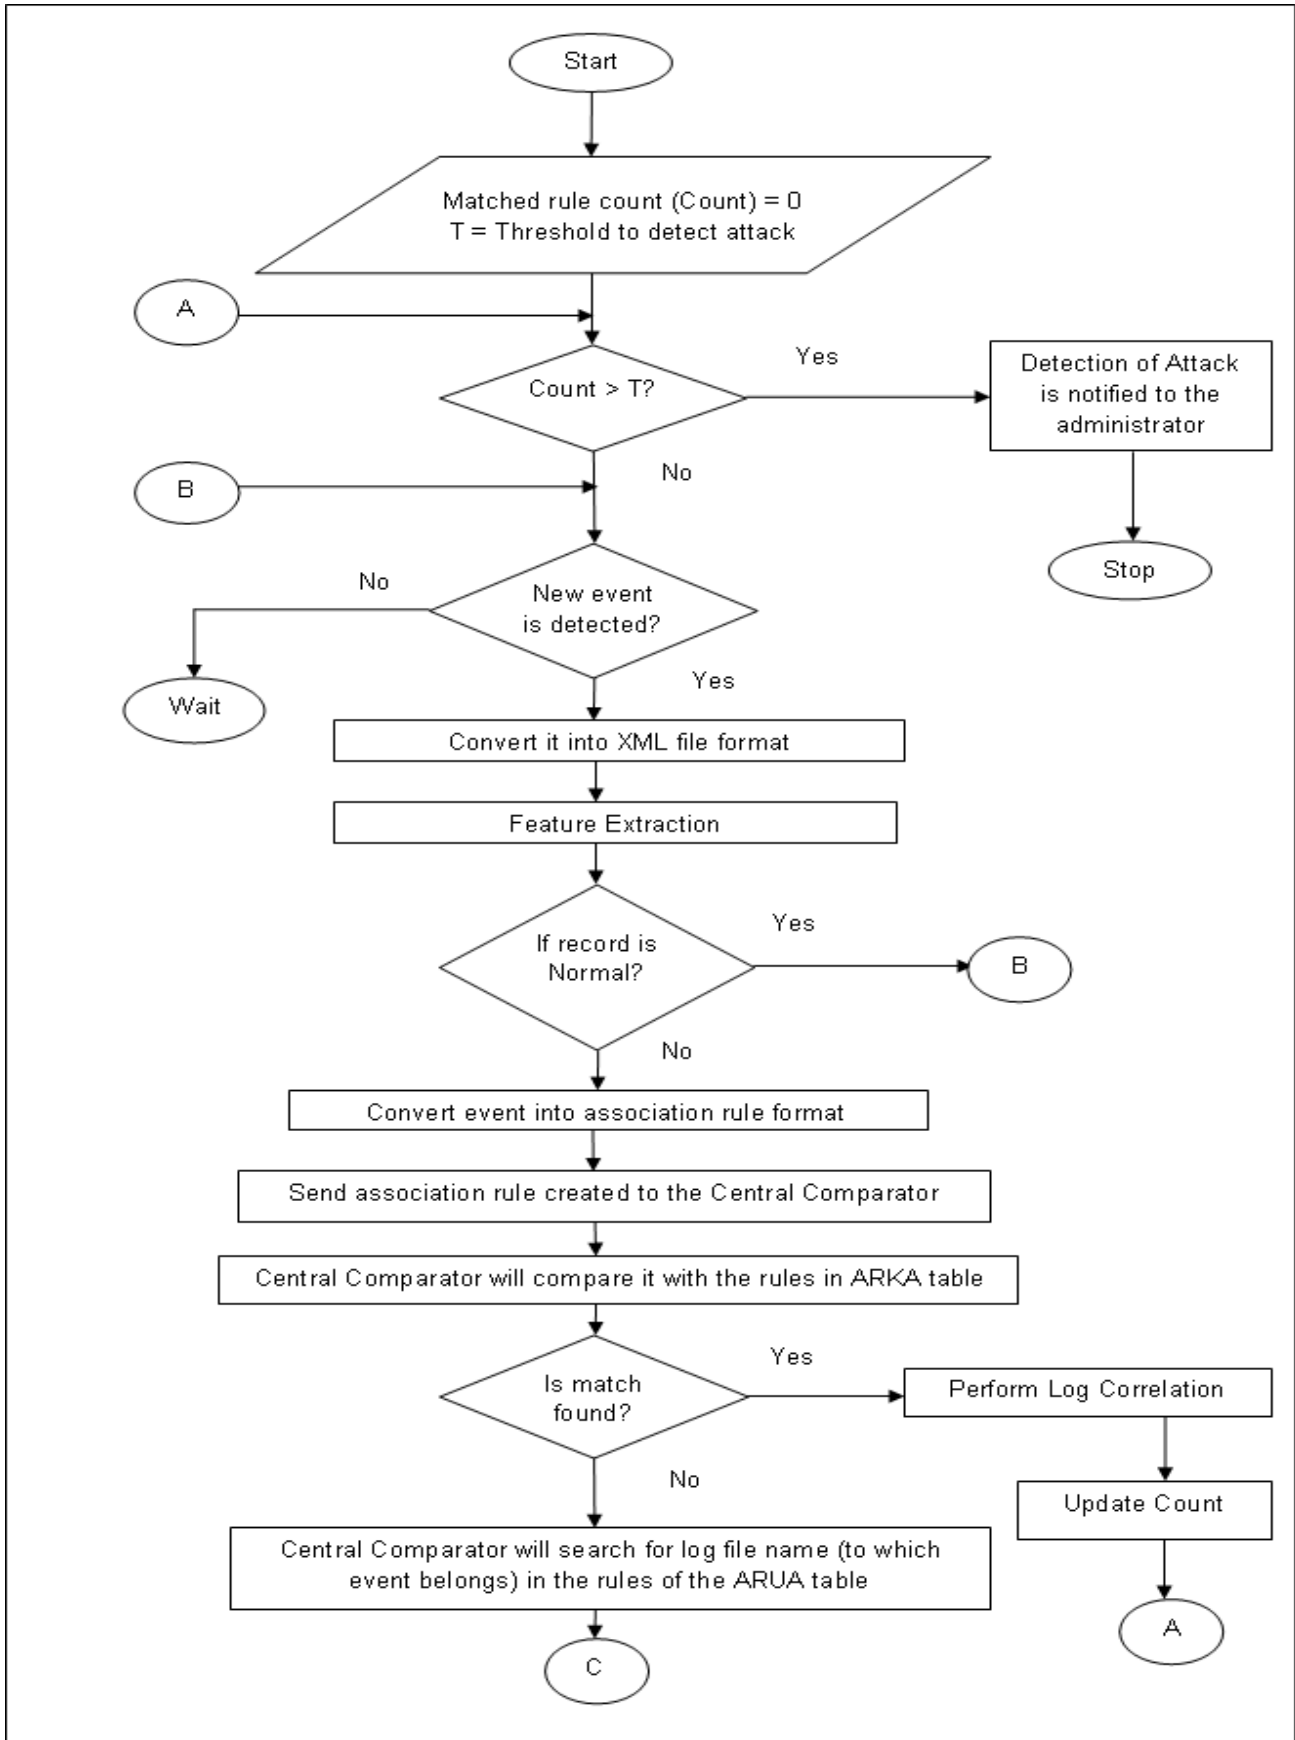 Start
Matched rule count (Count) = 0
T = Threshold to detect attack
A
Count > T?
Yes
Detection of Attack
is notified to the
administrator
No
B
Stop
No
New event
is detected?
Yes
Wait
Convert it into XML file format
Feature Extraction
If record is
Normal?
Yes
B
No
Convert event into association rule format
Send association rule created to the Central Comparator
Central Comparator will compare it with the rules in ARKA table
Is match
found?
Yes
Perform Log Correlation
No
Update Count
Central Comparator will search for log file name (to which
event belongs) in the rules of the ARUA table
A
C